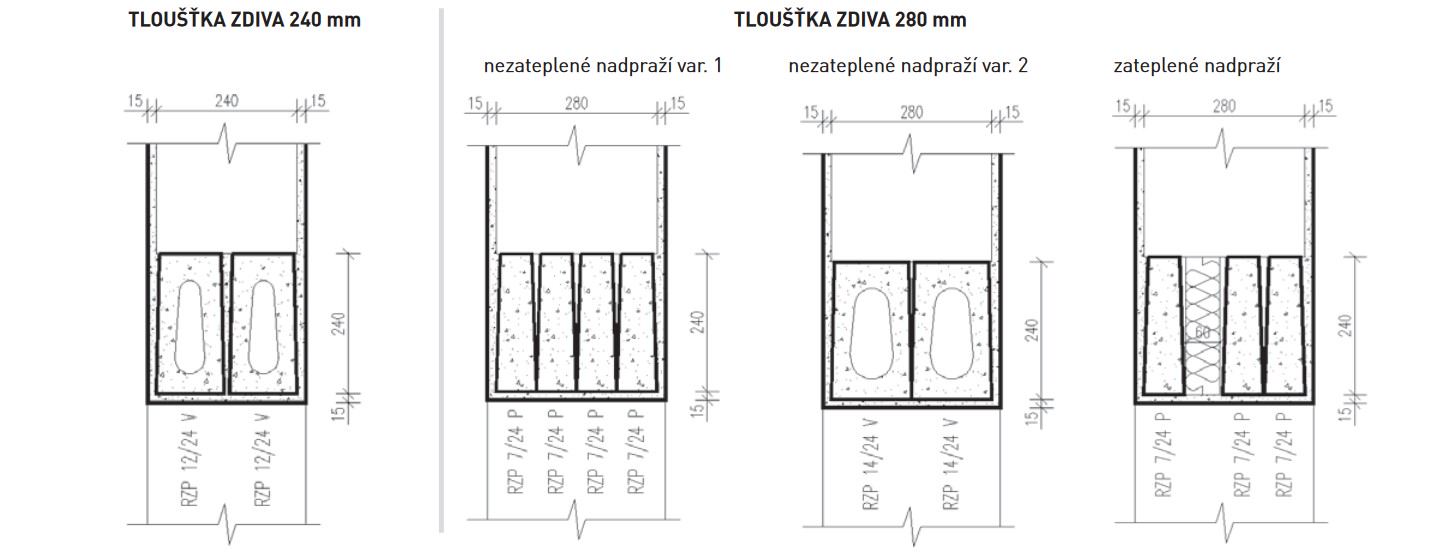 TLOUŠŤKA ZDIVA 240 mm
TLOUŠŤKA ZDIVA 280 mm
nezateplené nadpraží var. 1
nezateplené nadpraží var. 2
zateplené nadpraží
15 240 15
15 280 15
15 280 15
15 280 15
240
15
240
15
240
15
60
240
15
RZP 12/24 V
RZP 12/24 V
RZP 7/24 P
RZP 7/24 P
RZP 7/24 P
RZP 7/24 P
RZP 14/24 V
RZP 14/24 V
RZP 7/24 P
RZP 7/24 P
RZP 7/24 P